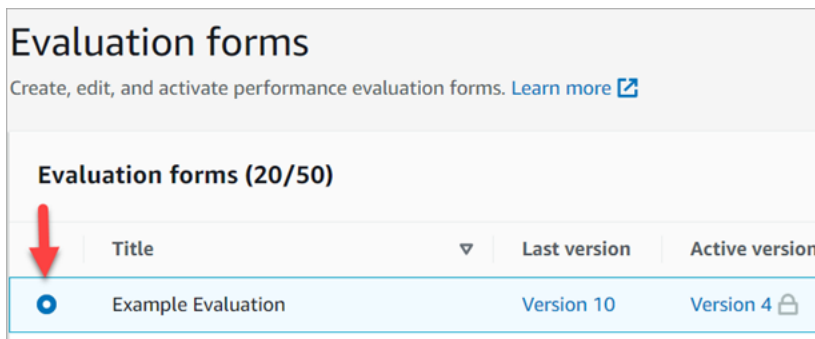 Evaluation forms
Create, edit, and activate performance evaluation forms. Learn more
Evaluation forms (20/50)
Title Last version Active version
Example Evaluation Version 10 Version 4